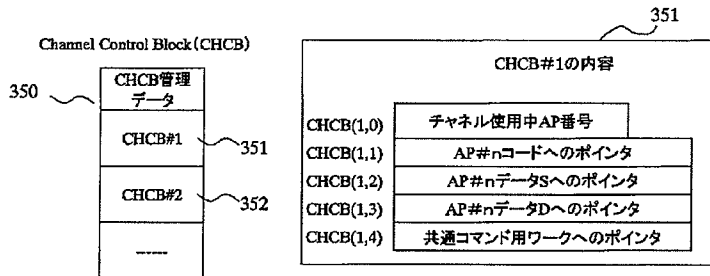 Channel Control Block(CHCB)
350
CHCB管理
データ
CHCB#1
351
CHCB#2
352
-----
351
CHCB#1の内容
CHCB(1,0) チャネル使用中AP番号
CHCB(1,1) AP#nコードへのポインタ
CHCB(1,2) AP#nデータSへのポインタ
CHCB(1,3) AP#nデータDへのポインタ
CHCB(1,4) 共通コマンド用ワークへのポインタ